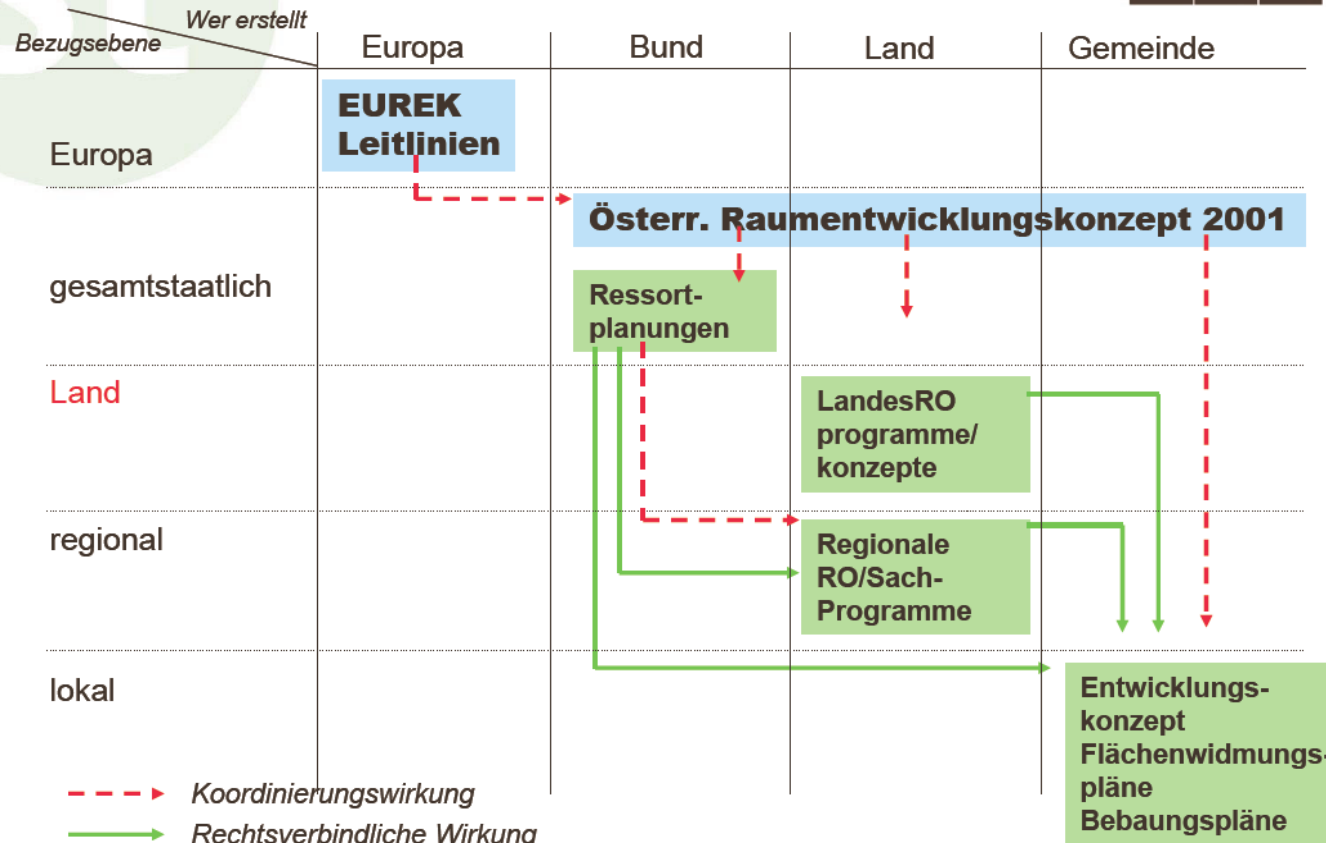 Wer erstellt
Bezugsebene
Europa Bund Land Gemeinde
EUREK
Leitlinien
Europa
Österr. Raumentwicklungskonzept 2001
gesamtstaatlich
Ressort-
planungen
Land
LandesRO
programme/
konzepte
regional
Regionale
RO/Sach-
Programme
lokal
Entwicklungs-
konzept
Flächenwidmungs-
pläne
Bebaungspläne
Koordinierungswirkung
Rechtsverbindliche Wirkung